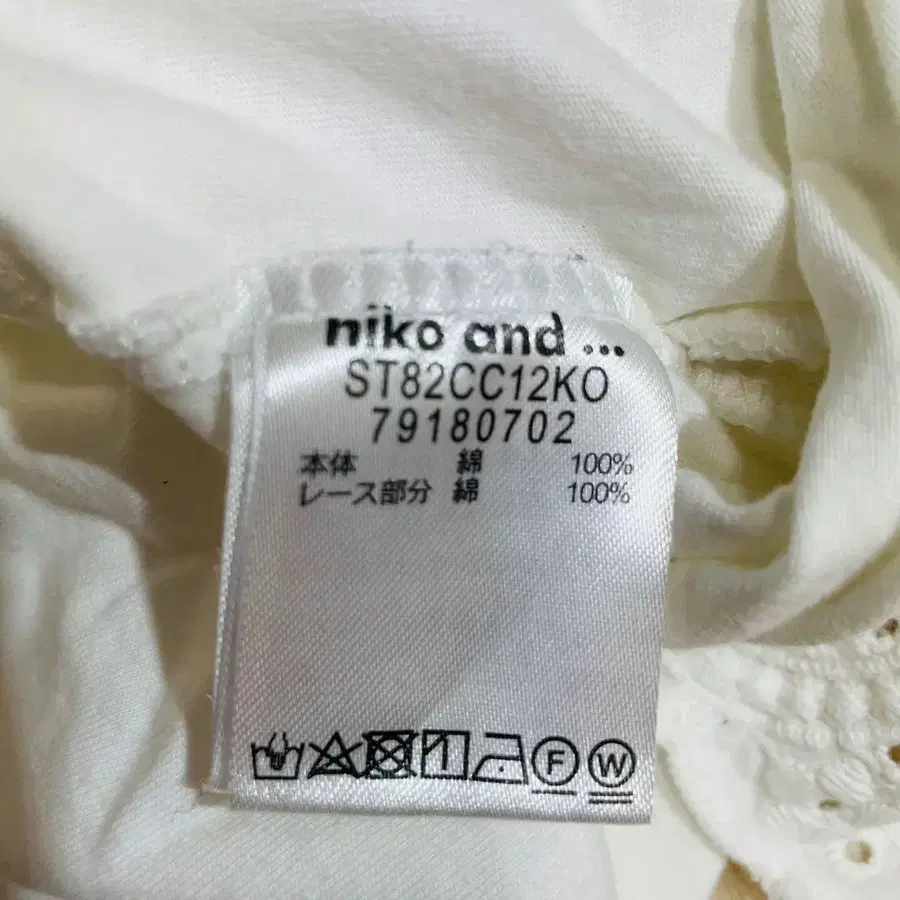 niko and ...
ST82CC12KO
79180702
本体 綿 100%
レース部分 綿 100%
F W